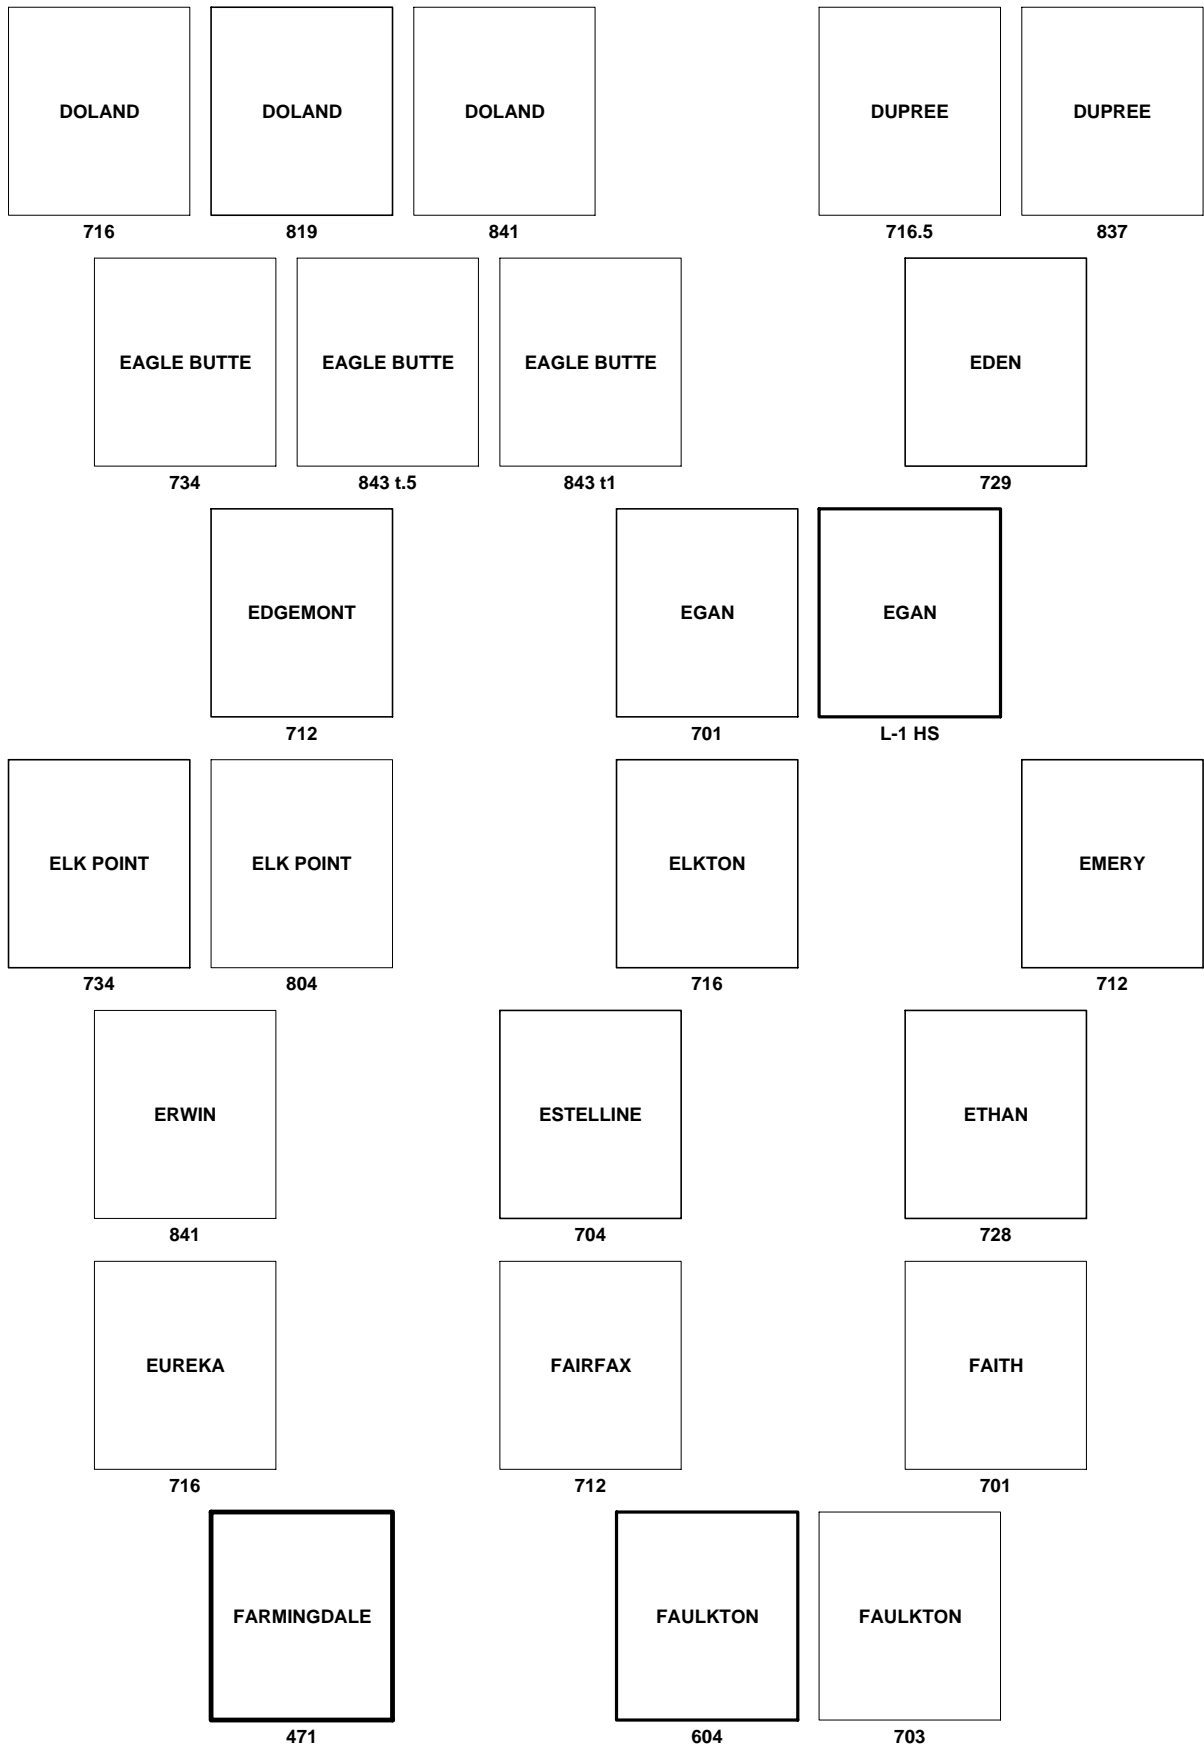 DOLAND DOLAND DOLAND DUPREE DUPREE
716 819 841 716.5 837
EAGLE BUTTE EAGLE BUTTE EAGLE BUTTE EDEN
734 843 t.5 843 t1 729
EDGEMONT EGAN EGAN
712 701 L-1 HS
ELK POINT ELK POINT ELKTON EMERY
734 804 716 712
ERWIN ESTELLINE ETHAN
841 704 728
EUREKA FAIRFAX FAITH
716 712 701
FARMINGDALE FAULKTON FAULKTON
471 604 703